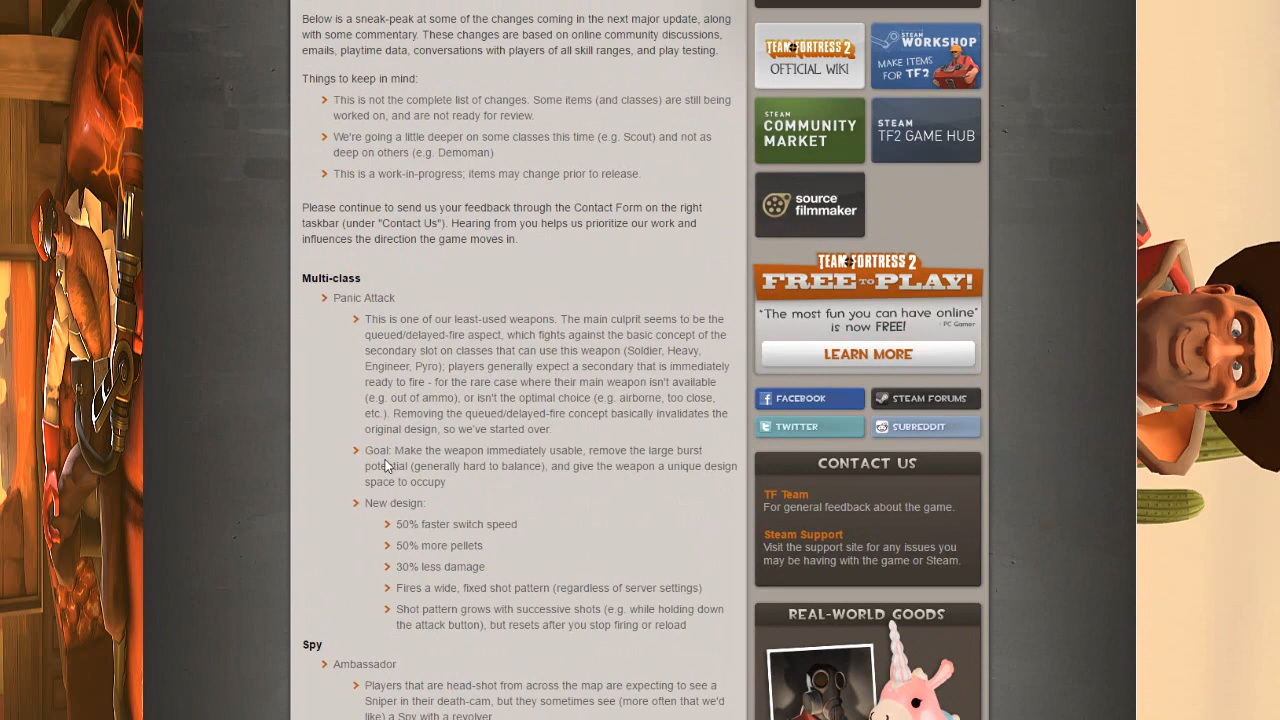 Below is a sneak-peak at some of the changes coming in the next major update, along
with some commentary. These changes are based on online community discussions,
emails, playtime data, conversations with players of all skill ranges, and play testing.
Things to keep in mind:
This is not the complete list of changes. Some items (and classes) are still being
worked on, and are not ready for review.
We're going a little deeper on some classes this time (e.g. Scout) and not as
deep on others (e.g. Demoman)
This is a work-in-progress; items may change prior to release.
Please continue to send us your feedback through the Contact Form on the right
taskbar (under "Contact Us"). Hearing from you helps us prioritize our work and
influences the direction the game moves in.
Multi-class
Panic Attack
This is one of our least-used weapons. The main culprit seems to be the
queued/delayed-fire aspect, which fights against the basic concept of the
secondary slot on classes that can use this weapon (Soldier, Heavy,
Engineer, Pyro); players generally expect a secondary that is immediately
ready to fire - for the rare case where their main weapon isn't available
(e.g. out of ammo), or isn't the optimal choice (e.g. airborne, too close,
etc.). Removing the queued/delayed-fire concept basically invalidates the
original design, so we've started over.
Goal: Make the weapon immediately usable, remove the large burst
potential (generally hard to balance), and give the weapon a unique design
space to occupy
New design:
50% faster switch speed
50% more pellets
30% less damage
Fires a wide, fixed shot pattern (regardless of server settings)
Shot pattern grows with successive shots (e.g. while holding down
the attack button), but resets after you stop firing or reload
Spy
Ambassador
Players that are head-shot from across the map are expecting to see a
Sniper in their death-cam, but they sometimes see (more often that we'd
like) a Spy with a revolver
TEAM FORTRESS 2
OFFICIAL WIKI
STEAM
WORKSHOP
MAKE ITEMS
FOR TF2
STEAM
COMMUNITY
MARKET
STEAM
TF2 GAME HUB
source
filmmaker
TEAM FORTRESS 2
FREE TO PLAY!
"The most fun you can have online"
is now FREE! - PC Gamer
LEARN MORE
FACEBOOK
STEAM FORUMS
TWITTER
SUBREDDIT
CONTACT US
TF Team
For general feedback about the game.
Steam Support
Visit the support site for any issues you
may be having with the game or Steam.
REAL-WORLD GOODS